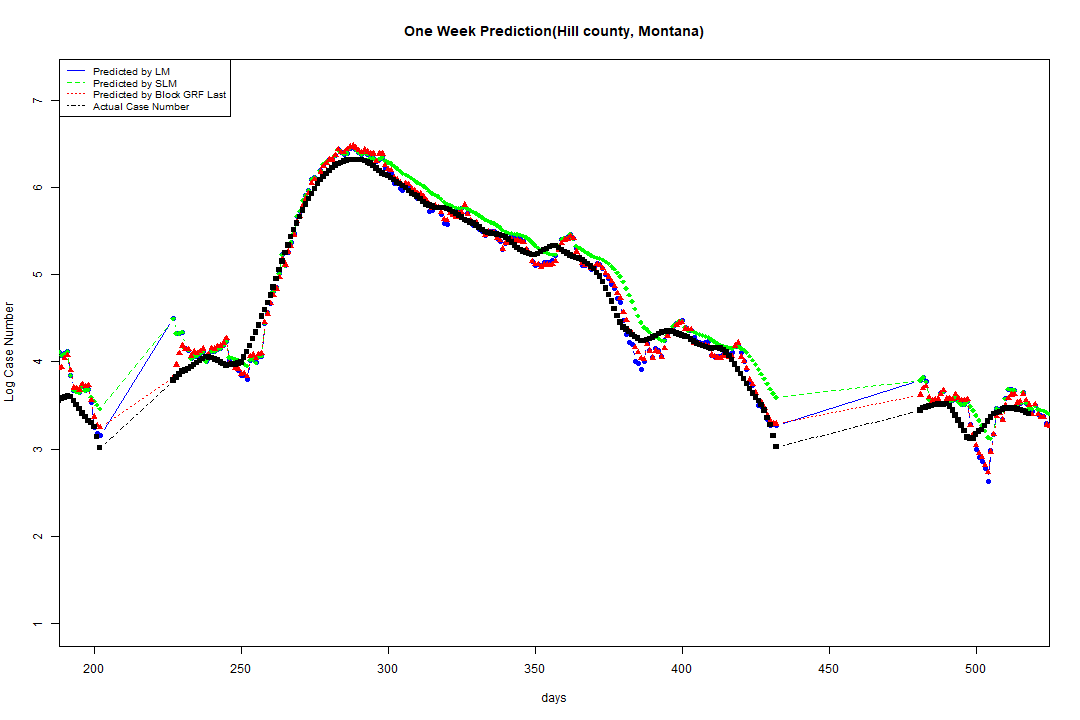 One Week Prediction(Hill county, Montana)
Predicted by LM
Predicted by SLM
Predicted by Block GRF Last
Actual Case Number
7
6
5
4
3
2
1
Log Case Number
200 250 300 350 400 450 500
days